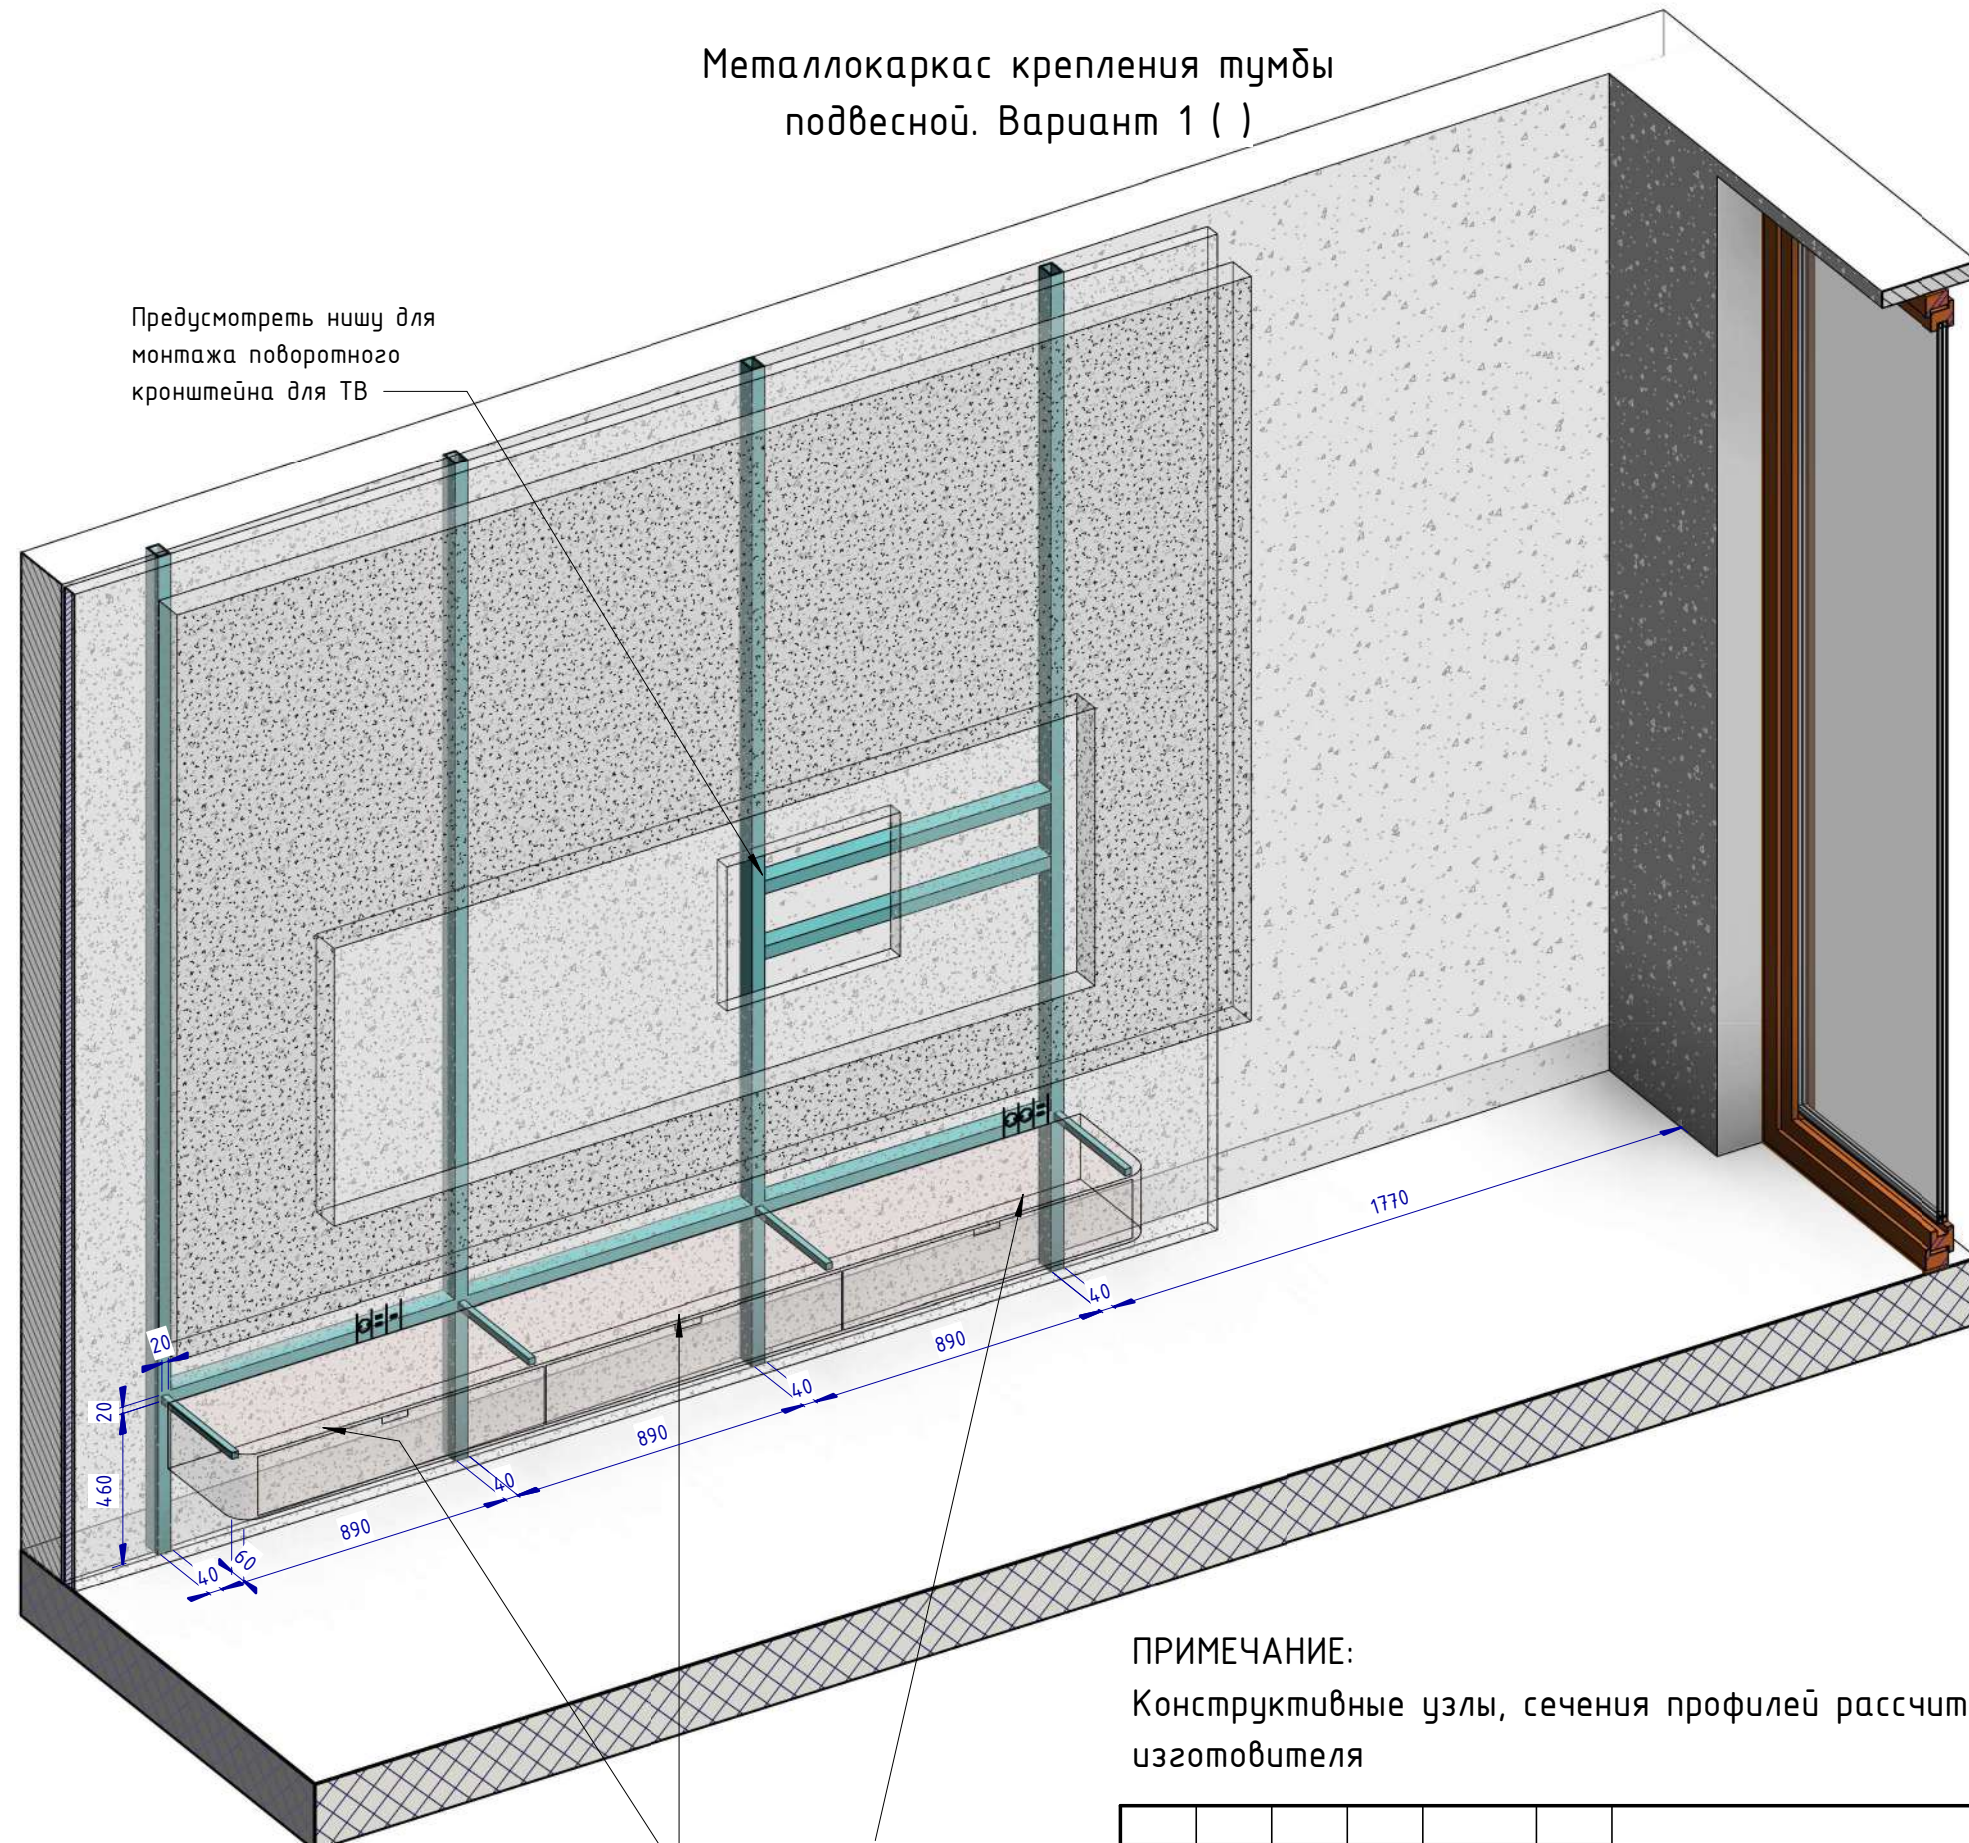 Металлокаркас крепления тумбы
подвесной. Вариант 1 ( )
Предусмотреть нишу для
монтажа поворотного
кронштейна для ТВ
1770
40
890
40
890
20
20
460
40
890
60
40
ПРИМЕЧАНИЕ:
Конструктивные узлы, сечения профилей рассчит
изготовителя